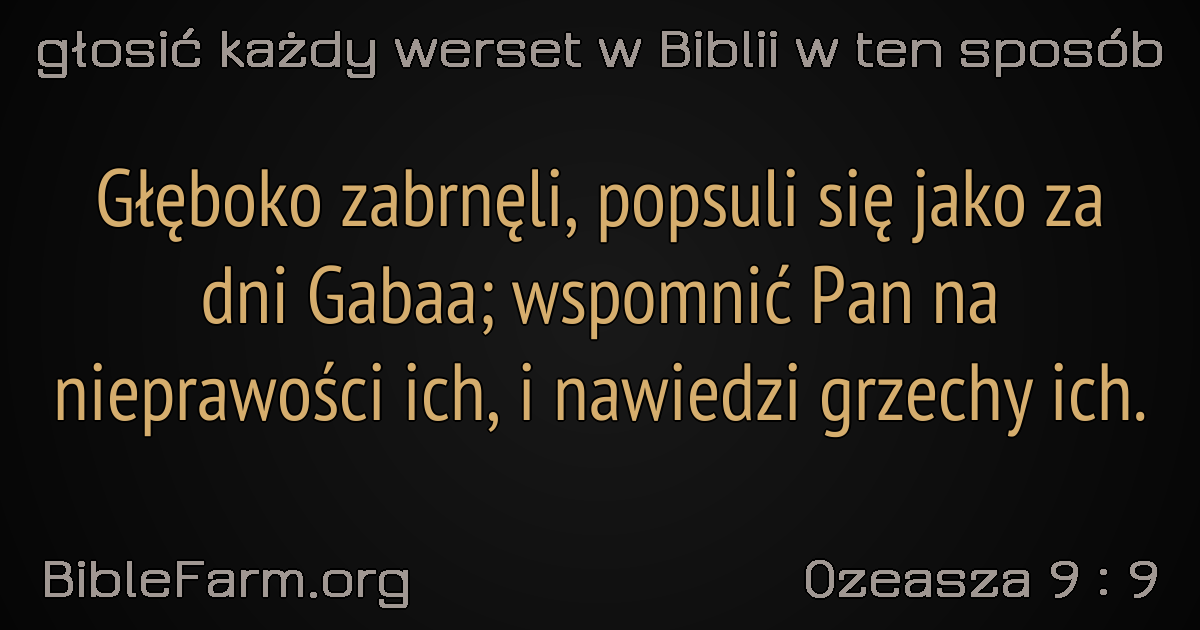 głosić każdy werset w Biblii w ten sposób
Głęboko zabrnęli, popsuli się jako za
dni Gabaa; wspomnić Pan na
nieprawości ich, i nawiedzi grzechy ich.
BibleFarm.org
Ozeasza 9 : 9